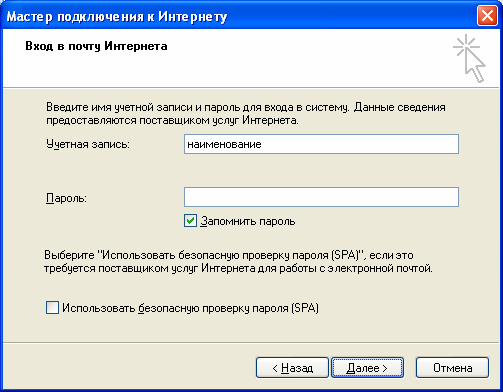 Мастер подключения к Интернету
Вход в почту Интернета
Введите имя учетной записи и пароль для входа в систему. Данные сведения
предоставляются поставщиком услуг Интернета.
Учетная запись:
наименование
Пароль:
Запомнить пароль
Выберите "Использовать безопасную проверку пароля (SPA)", если это
требуется поставщиком услуг Интернета для работы с электронной почтой.
Использовать безопасную проверку пароля (SPA)
< Назад
Далее >
Отмена